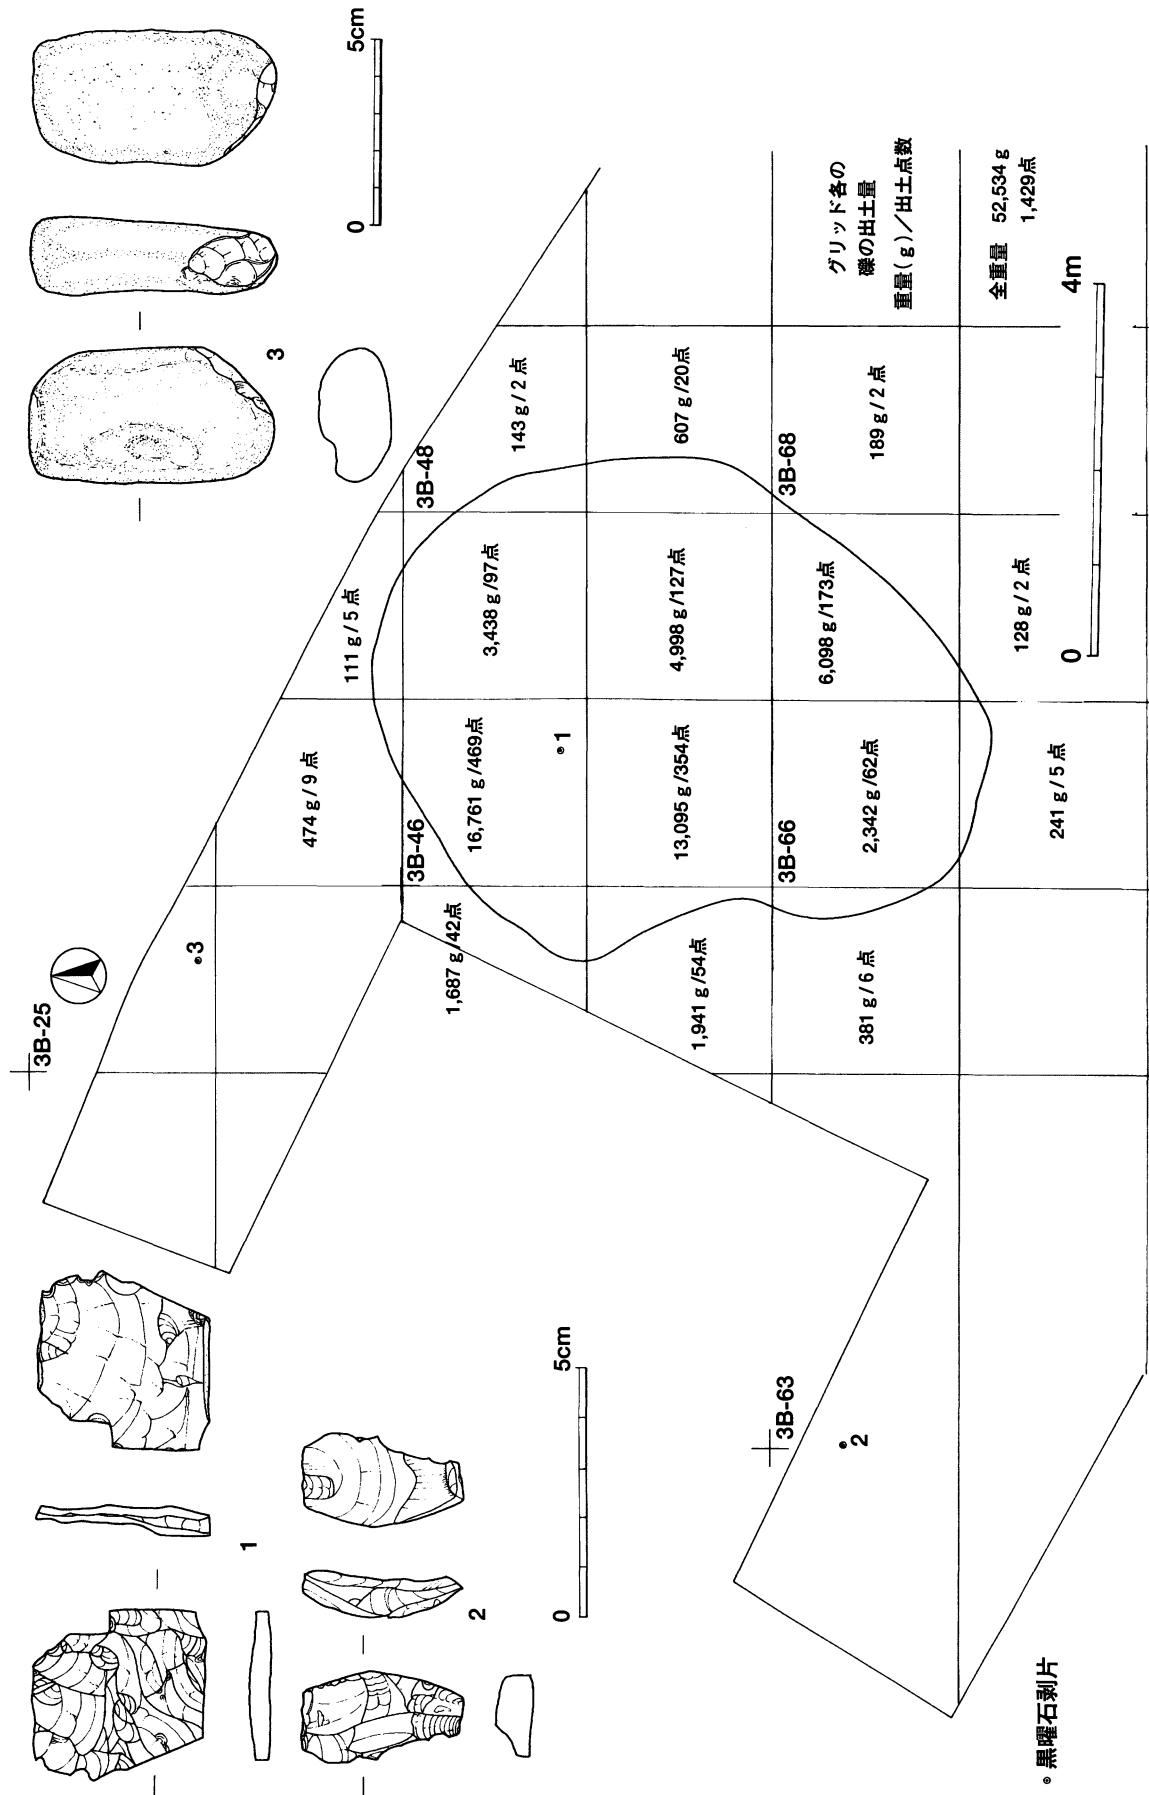 3B-25
3
474 g / 9 点
111 g / 5 点
3B-46
3B-48
1,687 g /42点
16,761 g /469点
3,438 g /97点
143 g / 2 点
1
1,941 g /54点
13,095 g /354点
4,998 g /127点
607 g /20点
3B-63
3B-66
3B-68
2
381 g / 6 点
2,342 g /62点
6,098 g /173点
189 g / 2 点
241 g / 5 点
128 g / 2 点
グリッド各の
礫の出土量
重量(g)／出土点数
全重量 52,534 g
1,429点
0 4m
1
2
0 5cm
3
0 5cm
黒曜石剥片